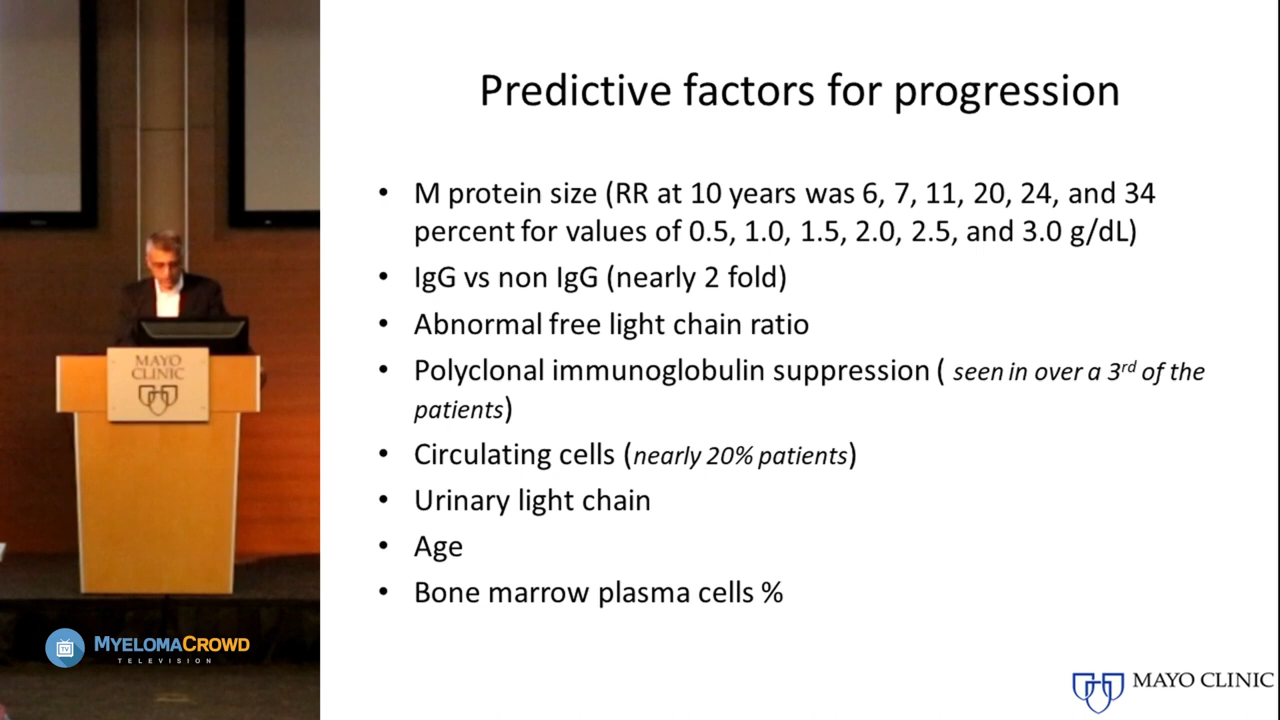 Predictive factors for progression
• M protein size (RR at 10 years was 6, 7, 11, 20, 24, and 34
percent for values of 0.5, 1.0, 1.5, 2.0, 2.5, and 3.0 g/dL)
• IgG vs non IgG (nearly 2 fold)
• Abnormal free light chain ratio
• Polyclonal immunoglobulin suppression ( seen in over a 3rd of the
patients)
• Circulating cells (nearly 20% patients)
• Urinary light chain
• Age
• Bone marrow plasma cells %
MAYO
CLINIC
TV
MYELOMACROWD
TELEVISION
MAYO CLINIC